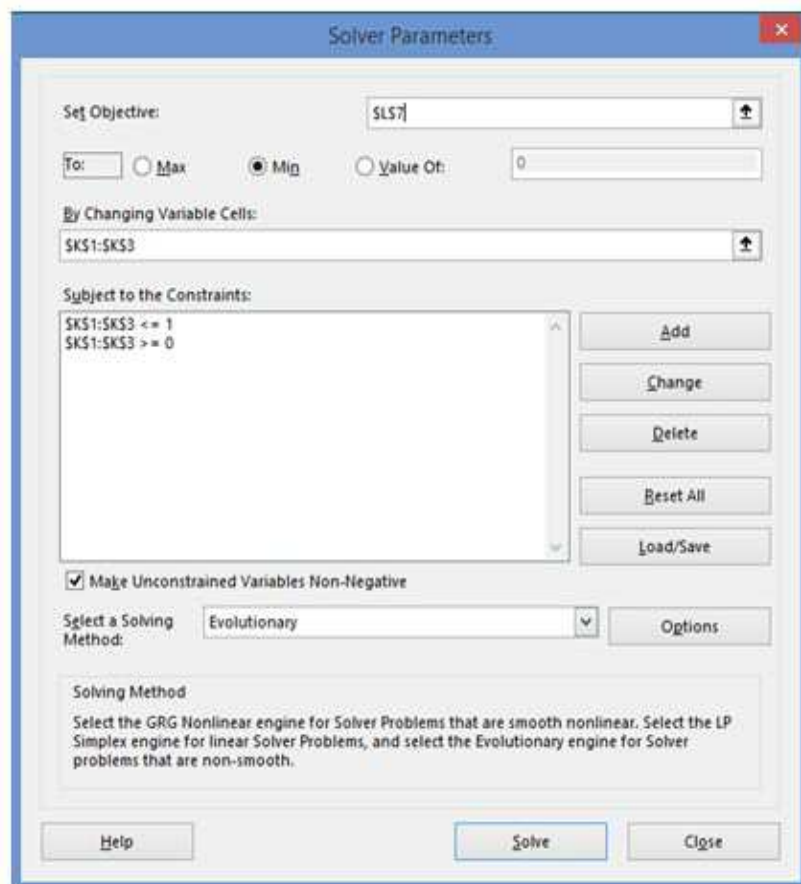 Solver Parameters
Set Objective: $L$7
To: Max Min Value Of: 0
By Changing Variable Cells:
$K$1:$K$3
Subject to the Constraints:
$K$1:$K$3 <= 1
$K$1:$K$3 >= 0
Add
Change
Delete
Reset All
Load/Save
Make Unconstrained Variables Non-Negative
Select a Solving
Method:
Evolutionary
Options
Solving Method
Select the GRG Nonlinear engine for Solver Problems that are smooth nonlinear. Select the LP
Simplex engine for linear Solver Problems, and select the Evolutionary engine for Solver
problems that are non-smooth.
Help Solve Close